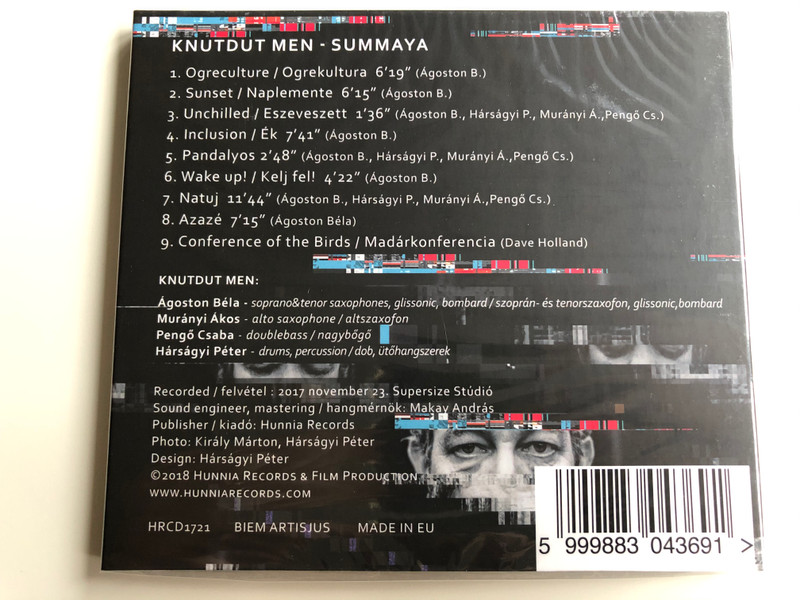 KNUTDUT MEN - SUMMAYA
1. Ogreculture / Ogrekultura 6'19" (Ágoston B.)
2. Sunset / Naplemente 6'15" (Ágoston B.)
3. Unchilled / Eszeveszett 1'36" (Ágoston B., Hárságyi P., Murányi Á.,Pengő Cs.)
4. Inclusion / Ék 7'41" (Ágoston B.)
5. Pandalyos 2'48" (Ágoston B., Hárságyi P., Murányi Á.,Pengő Cs.)
6. Wake up! / Kelj fel! 4'22" (Ágoston B.)
7. Natuj 11'44" (Ágoston B., Hárságyi P., Murányi Á.,Pengő Cs.)
8. Azazé 7'15" (Ágoston Béla)
9. Conference of the Birds / Madárkonferencia (Dave Holland)
KNUTDUT MEN:
Ágoston Béla - soprano&tenor saxophones, glissonic, bombard / szoprán- és tenorszaxofon, glissonic,bombard
Murányi Ákos - alto saxophone / altszaxofon
Pengő Csaba - doublebass / nagybőgő
Hárságyi Péter - drums, percussion / dob, ütőhangszerek
Recorded / felvétel : 2017 november 23. Supersize Stúdió
Sound engineer, mastering / hangmérnök: Makay András
Publisher / kiadó: Hunnia Records
Photo: Király Márton, Hárságyi Péter
Design: Hárságyi Péter
©2018 HUNNIA RECORDS & FILM PRODUCTION
WWW.HUNNIARECORDS.COM
HRCD1721 BIEM ARTISJUS MADE IN EU
5 999883 043691 >